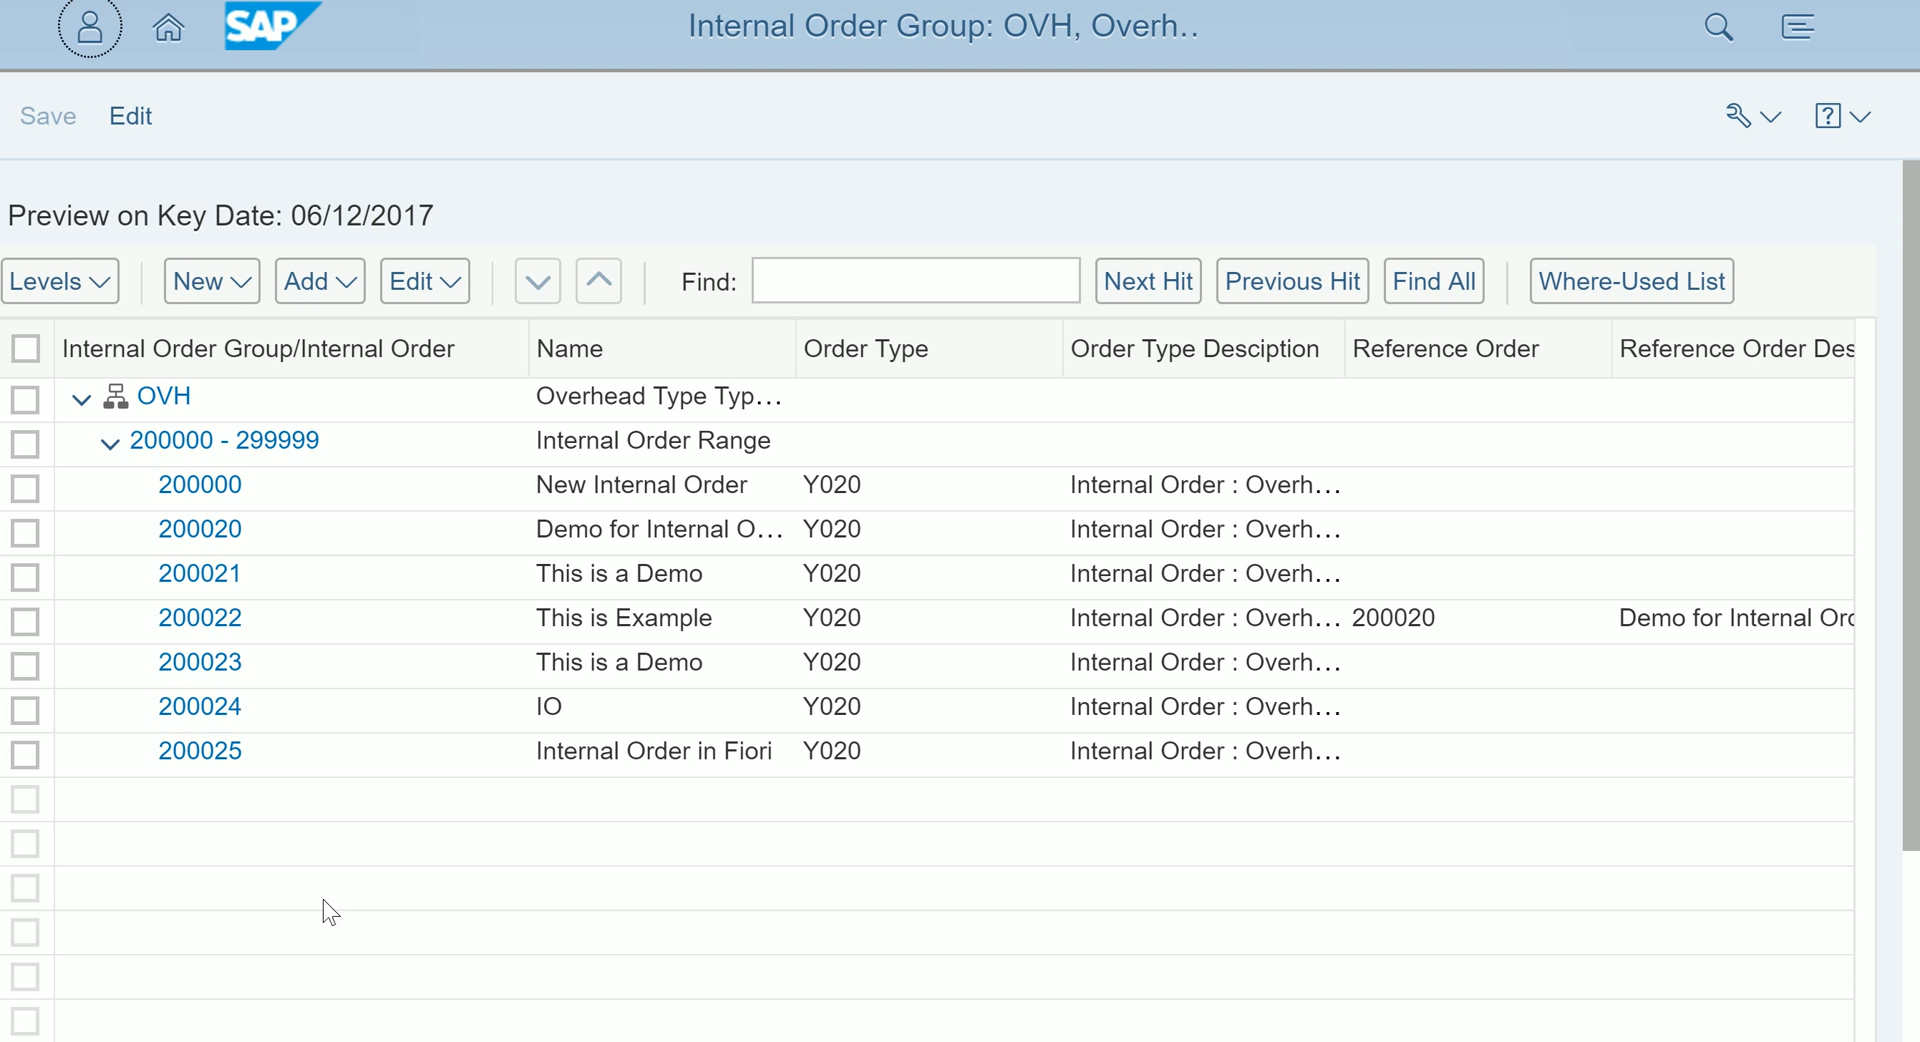 SAP
Internal Order Group: OVH, Overh..
Save Edit
?
Preview on Key Date: 06/12/2017
Levels New Add Edit Find: Next Hit Previous Hit Find All Where-Used List
Internal Order Group/Internal Order Name Order Type Order Type Desciption Reference Order Reference Order Des
OVH Overhead Type Typ...
200000 - 299999 Internal Order Range
200000 New Internal Order Y020 Internal Order : Overh...
200020 Demo for Internal O... Y020 Internal Order : Overh...
200021 This is a Demo Y020 Internal Order : Overh...
200022 This is Example Y020 Internal Order : Overh... 200020 Demo for Internal Orc
200023 This is a Demo Y020 Internal Order : Overh...
200024 IO Y020 Internal Order : Overh...
200025 Internal Order in Fiori Y020 Internal Order : Overh...